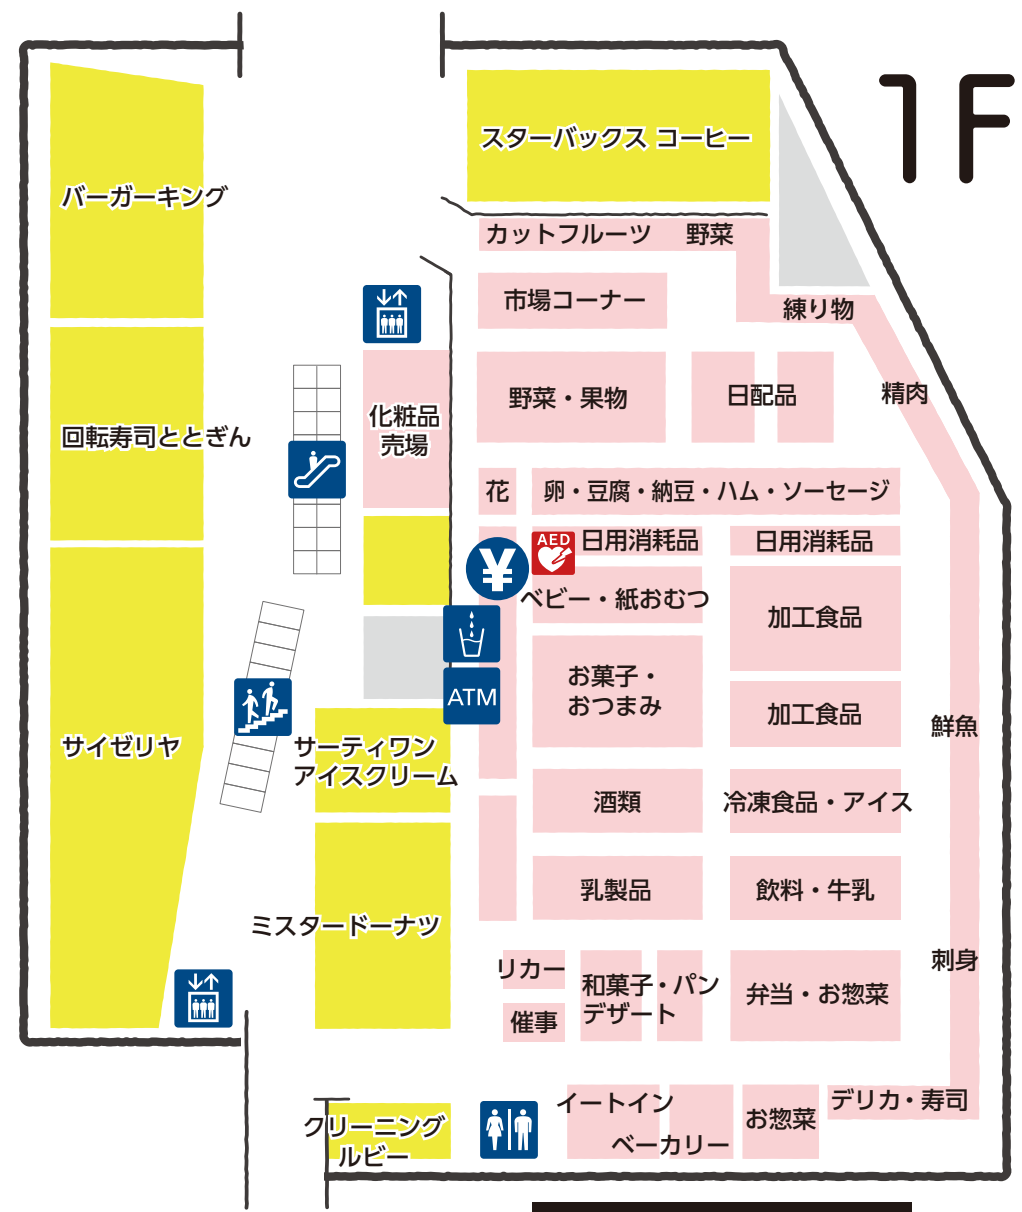 1F
スターバックス コーヒー
バーガーキング
カットフルーツ 野菜
市場コーナー
練り物
野菜・果物
日配品
精肉
化粧品
売場
回転寿司ととぎん
花
卵・豆腐・納豆・ハム・ソーセージ
AED
日用消耗品
日用消耗品
¥
ベビー・紙おむつ
加工食品
お菓子・
おつまみ
ATM
加工食品
鮮魚
サイゼリヤ
サーティワン
アイスクリーム
酒類
冷凍食品・アイス
乳製品
飲料・牛乳
ミスタードーナツ
リカー
和菓子・パン
デザート
弁当・お惣菜
刺身
催事
イートイン
ベーカリー
お惣菜
デリカ・寿司
クリーニング
ルビー